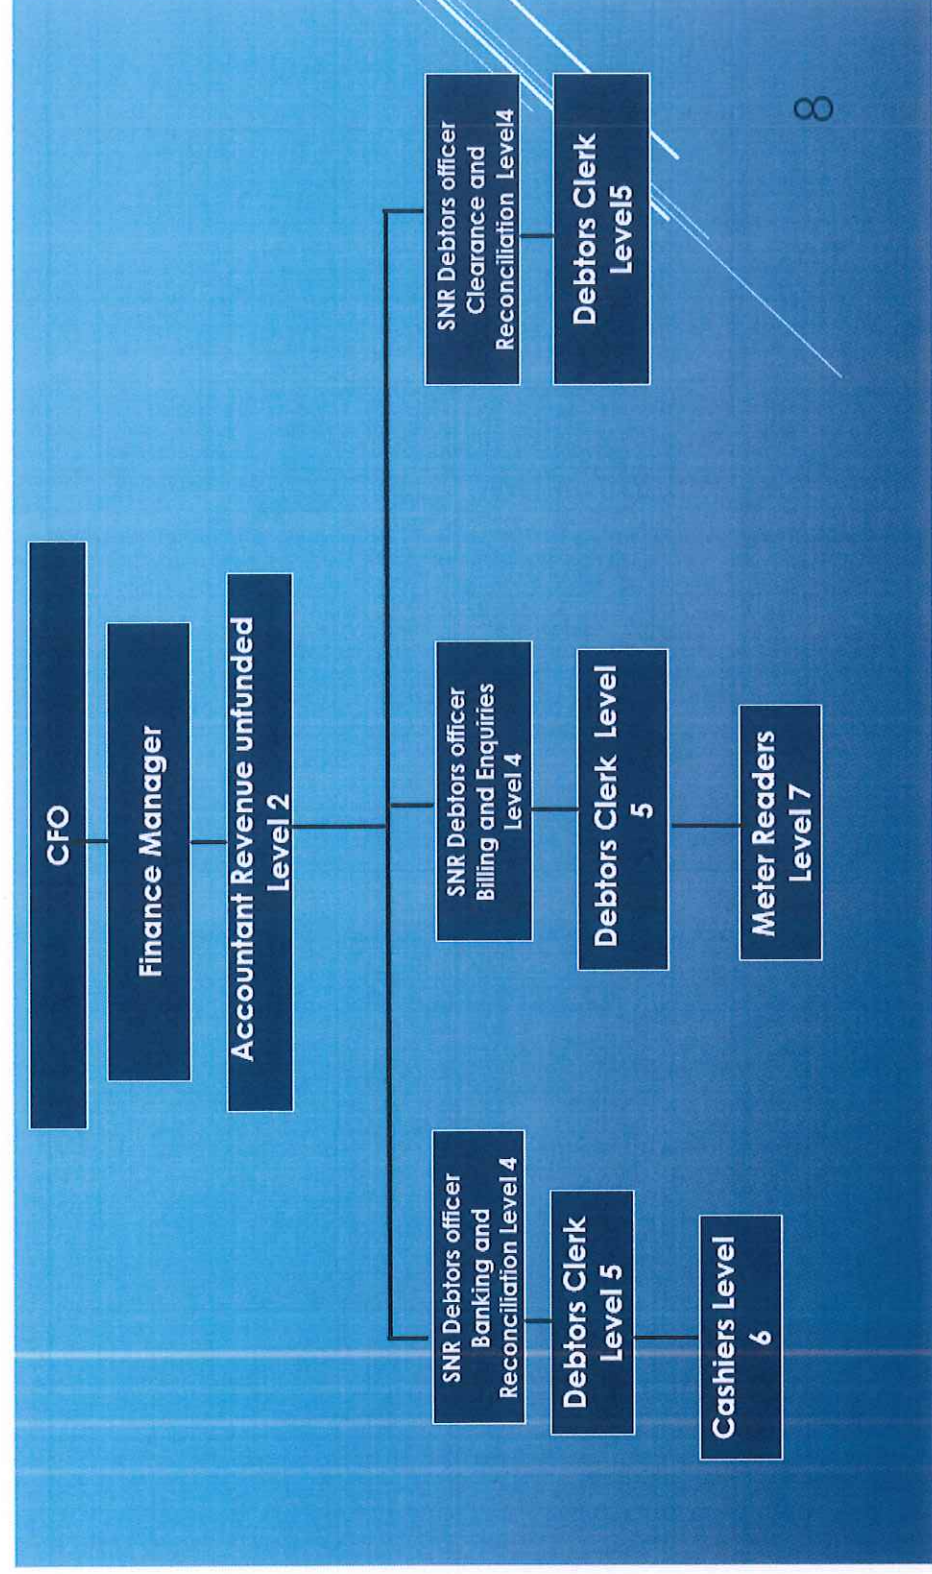 CFO
Finance Manager
Accountant Revenue unfunded
Level 2
SNR Debtors officer
Banking and
Reconciliation Level 4
Debtors Clerk
Level 5
Cashiers Level
6
SNR Debtors officer
Billing and Enquiries
Level 4
Debtors Clerk Level
5
Meter Readers
Level 7
SNR Debtors officer
Clearance and
Reconciliation Level4
Debtors Clerk
Level5
8